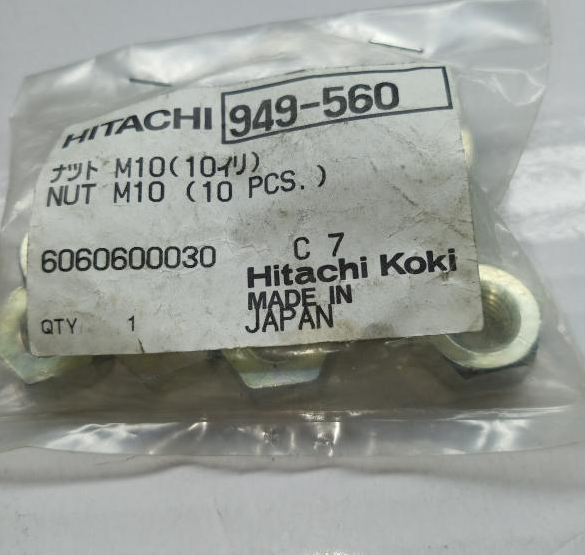 HITACHI 949-560
ナット M10(10イリ)
NUT M10 (10 PCS.)
6060600030 C 7
Hitachi Koki
MADE IN
QTY 1 JAPAN